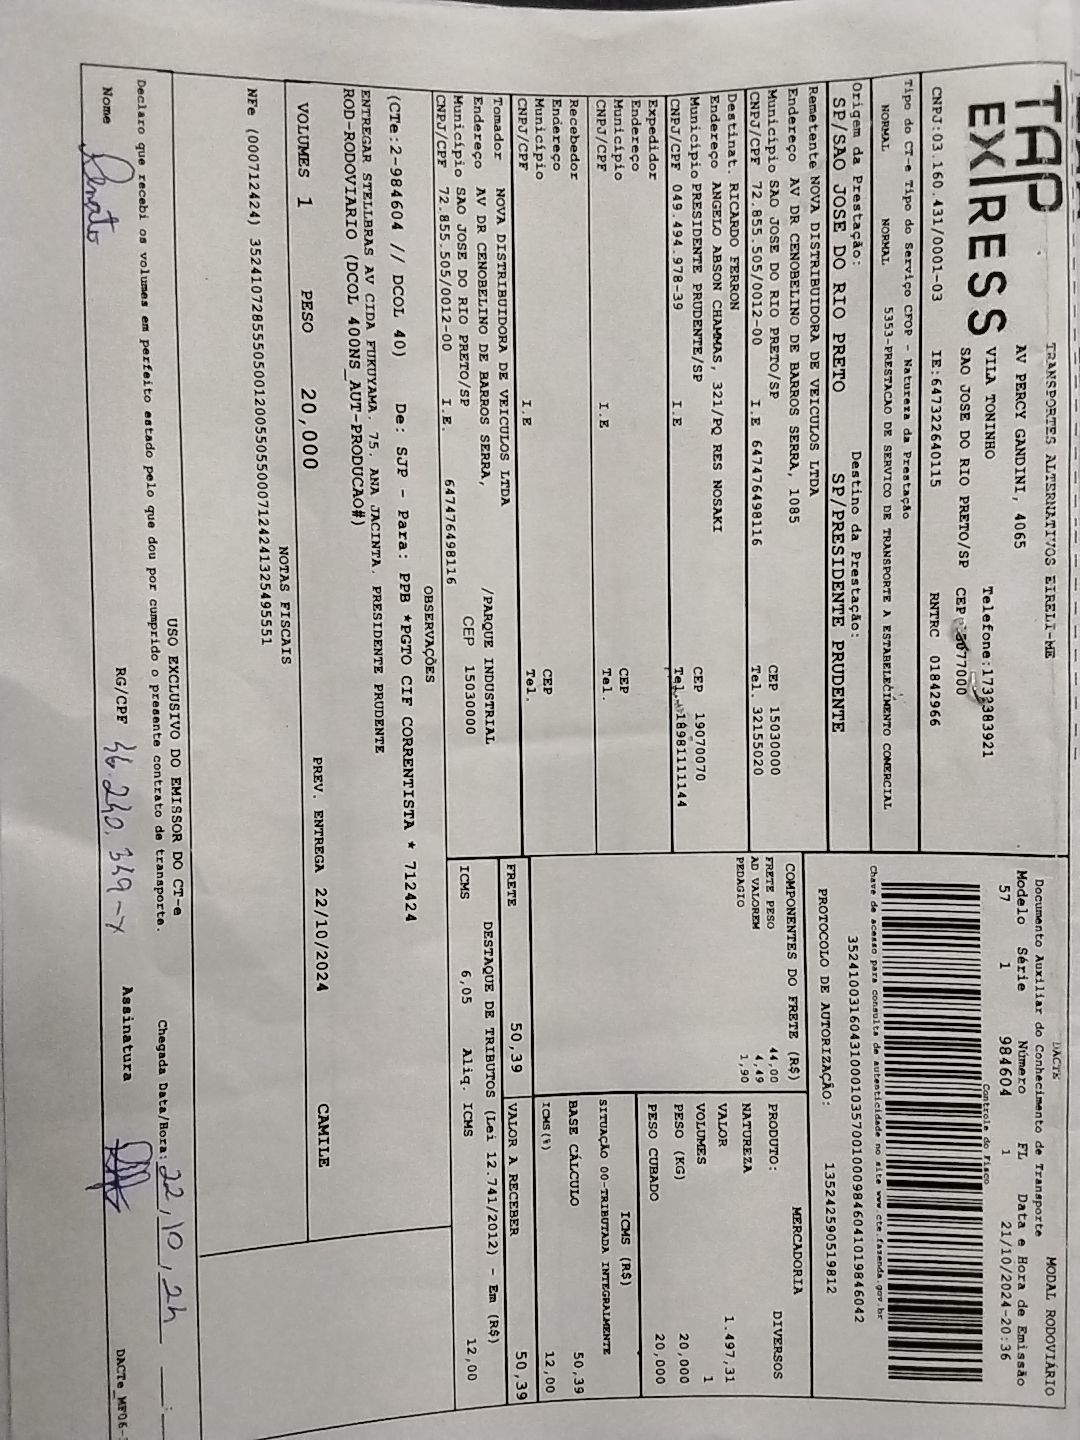 TRANSPORTES ALTERNATIVOS EIRELI-ME
TAP
EXPRESS
AV PERCY GANDINI, 4065
VILA TONINHO Telefone:1732383921
SAO JOSE DO RIO PRETO/SP CEP 15077000
CNPJ:03.160.431/0001-03 IE:647322640115 RNTRC 01842966
DACTE MODAL RODOVIÁRIO
Documento Auxiliar do Conhecimento de Transporte
Modelo Série Número FL Data e Hora de Emissão
57 1 984604 1 21/10/2024-20:36
Controle do Fisco
Chave de acesso para consulta de autenticidade no site www.cte.fazenda.gov.br
35241003160431000103570010009846041019846042
PROTOCOLO DE AUTORIZAÇÃO: 135242590519812
Tipo do CT-e Tipo do Serviço CFOP - Natureza da Prestação
NORMAL NORMAL 5353-PRESTACAO DE SERVICO DE TRANSPORTE A ESTABELECIMENTO COMERCIAL
Origem da Prestação: Destino da Prestação:
SP/SAO JOSE DO RIO PRETO SP/PRESIDENTE PRUDENTE
Remetente NOVA DISTRIBUIDORA DE VEICULOS LTDA
Endereço AV DR CENOBELINO DE BARROS SERRA, 1085
Município SAO JOSE DO RIO PRETO/SP CEP 15030000
CNPJ/CPF 72.855.505/0012-00 I.E 647476498116 Tel. 32155020
Destinat. RICARDO FERRON
Endereço ANGELO ABSON CHAMMAS, 321/PQ RES NOSAKI
Município PRESIDENTE PRUDENTE/SP CEP 19070070
CNPJ/CPF 049.494.978-39 I.E Tel. 18981111144
Expedidor
Endereço
Município CEP
CNPJ/CPF I.E Tel.
Recebedor
Endereço
Município CEP
CNPJ/CPF I.E Tel.
Tomador NOVA DISTRIBUIDORA DE VEICULOS LTDA
Endereço AV DR CENOBELINO DE BARROS SERRA, /PARQUE INDUSTRIAL
Município SAO JOSE DO RIO PRETO/SP CEP 15030000
CNPJ/CPF 72.855.505/0012-00 I.E. 647476498116
COMPONENTES DO FRETE (R$)
FRETE PESO 44,00
AD VALOREM 4,49
PEDAGIO 1,90
MERCADORIA
PRODUTO: DIVERSOS
NATUREZA
VALOR 1.497,31
VOLUMES 1
PESO (KG) 20,000
PESO CUBADO 20,000
ICMS (R$)
SITUAÇÃO 00-TRIBUTADA INTEGRALMENTE
BASE CÁLCULO 50,39
ICMS(%) 12,00
FRETE 50,39 VALOR A RECEBER 50,39
DESTAQUE DE TRIBUTOS (Lei 12.741/2012) - Em (R$)
ICMS 6,05 Aliq. ICMS 12,00
OBSERVAÇÕES
(CTe:2-984604 // DCOL 40) De: SJP - Para: PPB *PGTO CIF CORRENTISTA * 712424
ENTREGAR STELLBRAS AV CIDA FUKUYAMA. 75. ANA JACINTA. PRESIDENTE PRUDENTE
ROD-RODOVIARIO (DCOL 400NS_AUT-PRODUCAO#)
VOLUMES 1 PESO 20,000 PREV. ENTREGA 22/10/2024 CAMILE
NOTAS FISCAIS
NFe (000712424) 35241072855505001200550550007124241325495551
USO EXCLUSIVO DO EMISSOR DO CT-e
Declaro que recebi os volumes em perfeito estado pelo que dou por cumprido o presente contrato de transporte. Chegada Data/Hora: 22/10/24 :
Nome Renato RG/CPF 46.240.349-X Assinatura